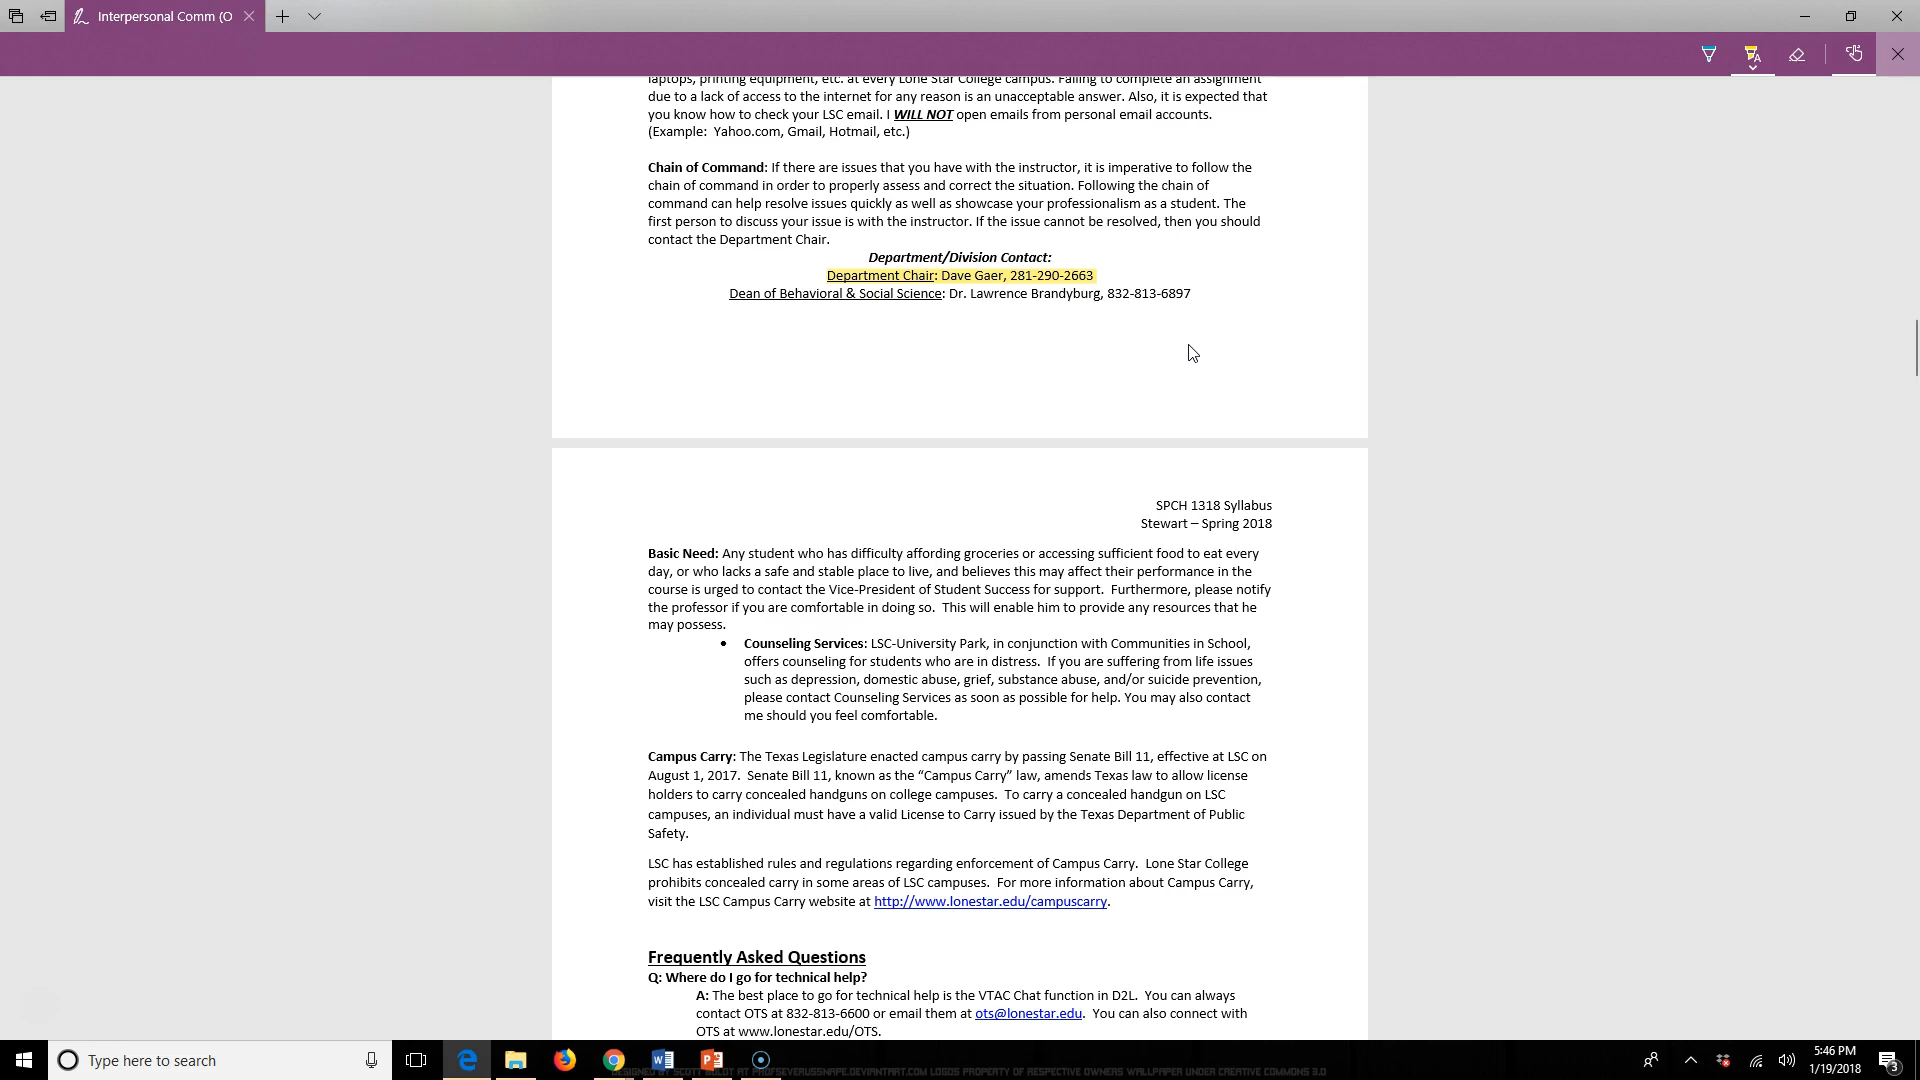 Interpersonal Comm (O
laptops, printing equipment, etc. at every Lone Star College campus. Failing to complete an assignment
due to a lack of access to the internet for any reason is an unacceptable answer. Also, it is expected that
you know how to check your LSC email. I WILL NOT open emails from personal email accounts.
(Example:  Yahoo.com, Gmail, Hotmail, etc.)
Chain of Command: If there are issues that you have with the instructor, it is imperative to follow the
chain of command in order to properly assess and correct the situation. Following the chain of
command can help resolve issues quickly as well as showcase your professionalism as a student. The
first person to discuss your issue is with the instructor. If the issue cannot be resolved, then you should
contact the Department Chair.
Department/Division Contact:
Department Chair: Dave Gaer, 281-290-2663
Dean of Behavioral & Social Science: Dr. Lawrence Brandyburg, 832-813-6897
SPCH 1318 Syllabus
Stewart – Spring 2018
Basic Need: Any student who has difficulty affording groceries or accessing sufficient food to eat every
day, or who lacks a safe and stable place to live, and believes this may affect their performance in the
course is urged to contact the Vice-President of Student Success for support.  Furthermore, please notify
the professor if you are comfortable in doing so.  This will enable him to provide any resources that he
may possess.
• Counseling Services: LSC-University Park, in conjunction with Communities in School,
offers counseling for students who are in distress.  If you are suffering from life issues
such as depression, domestic abuse, grief, substance abuse, and/or suicide prevention,
please contact Counseling Services as soon as possible for help. You may also contact
me should you feel comfortable.
Campus Carry: The Texas Legislature enacted campus carry by passing Senate Bill 11, effective at LSC on
August 1, 2017.  Senate Bill 11, known as the “Campus Carry” law, amends Texas law to allow license
holders to carry concealed handguns on college campuses.  To carry a concealed handgun on LSC
campuses, an individual must have a valid License to Carry issued by the Texas Department of Public
Safety.
LSC has established rules and regulations regarding enforcement of Campus Carry.  Lone Star College
prohibits concealed carry in some areas of LSC campuses.  For more information about Campus Carry,
visit the LSC Campus Carry website at http://www.lonestar.edu/campuscarry.
Frequently Asked Questions
Q: Where do I go for technical help?
A: The best place to go for technical help is the VTAC Chat function in D2L.  You can always
contact OTS at 832-813-6600 or email them at ots@lonestar.edu.  You can also connect with
OTS at www.lonestar.edu/OTS.
Type here to search
5:46 PM
1/19/2018
3
PROPERTY OF RESPECTIVE OWNERS WALLPAPER UNDER CREATIVE COMMONS 3.0